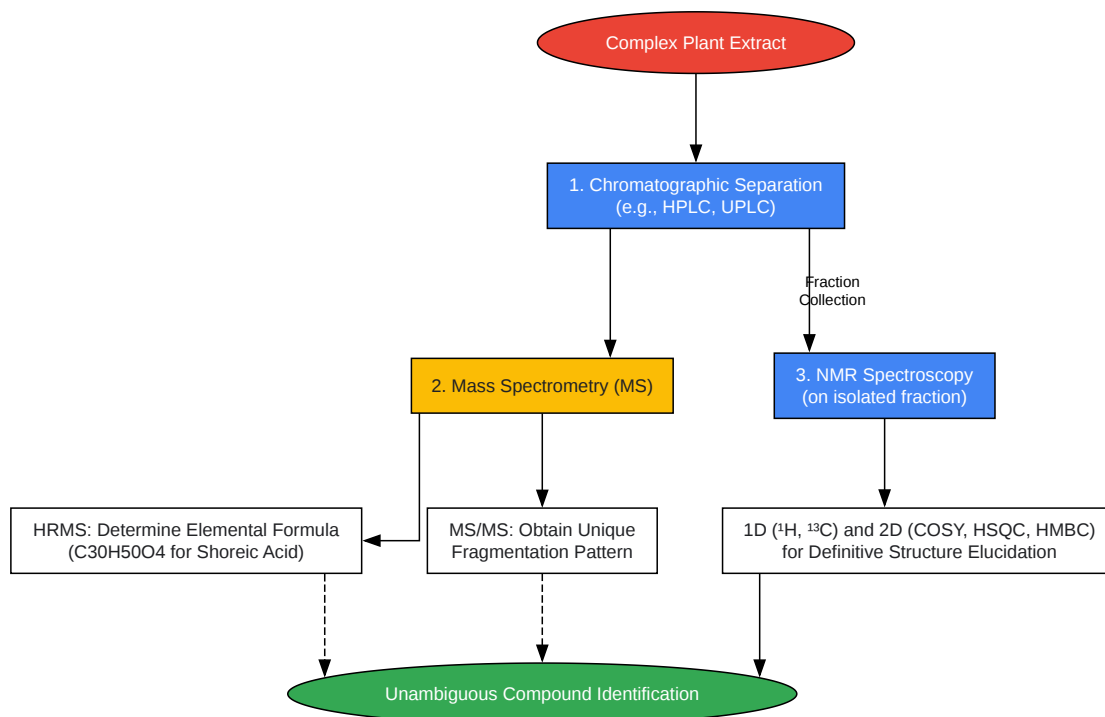 Complex Plant Extract
1. Chromatographic Separation
(e.g., HPLC, UPLC)
Fraction
Collection
2. Mass Spectrometry (MS)
3. NMR Spectroscopy
(on isolated fraction)
HRMS: Determine Elemental Formula
(C30H50O4 for Shoreic Acid)
MS/MS: Obtain Unique
Fragmentation Pattern
1D (¹H, ¹³C) and 2D (COSY, HSQC, HMBC)
for Definitive Structure Elucidation
Unambiguous Compound Identification